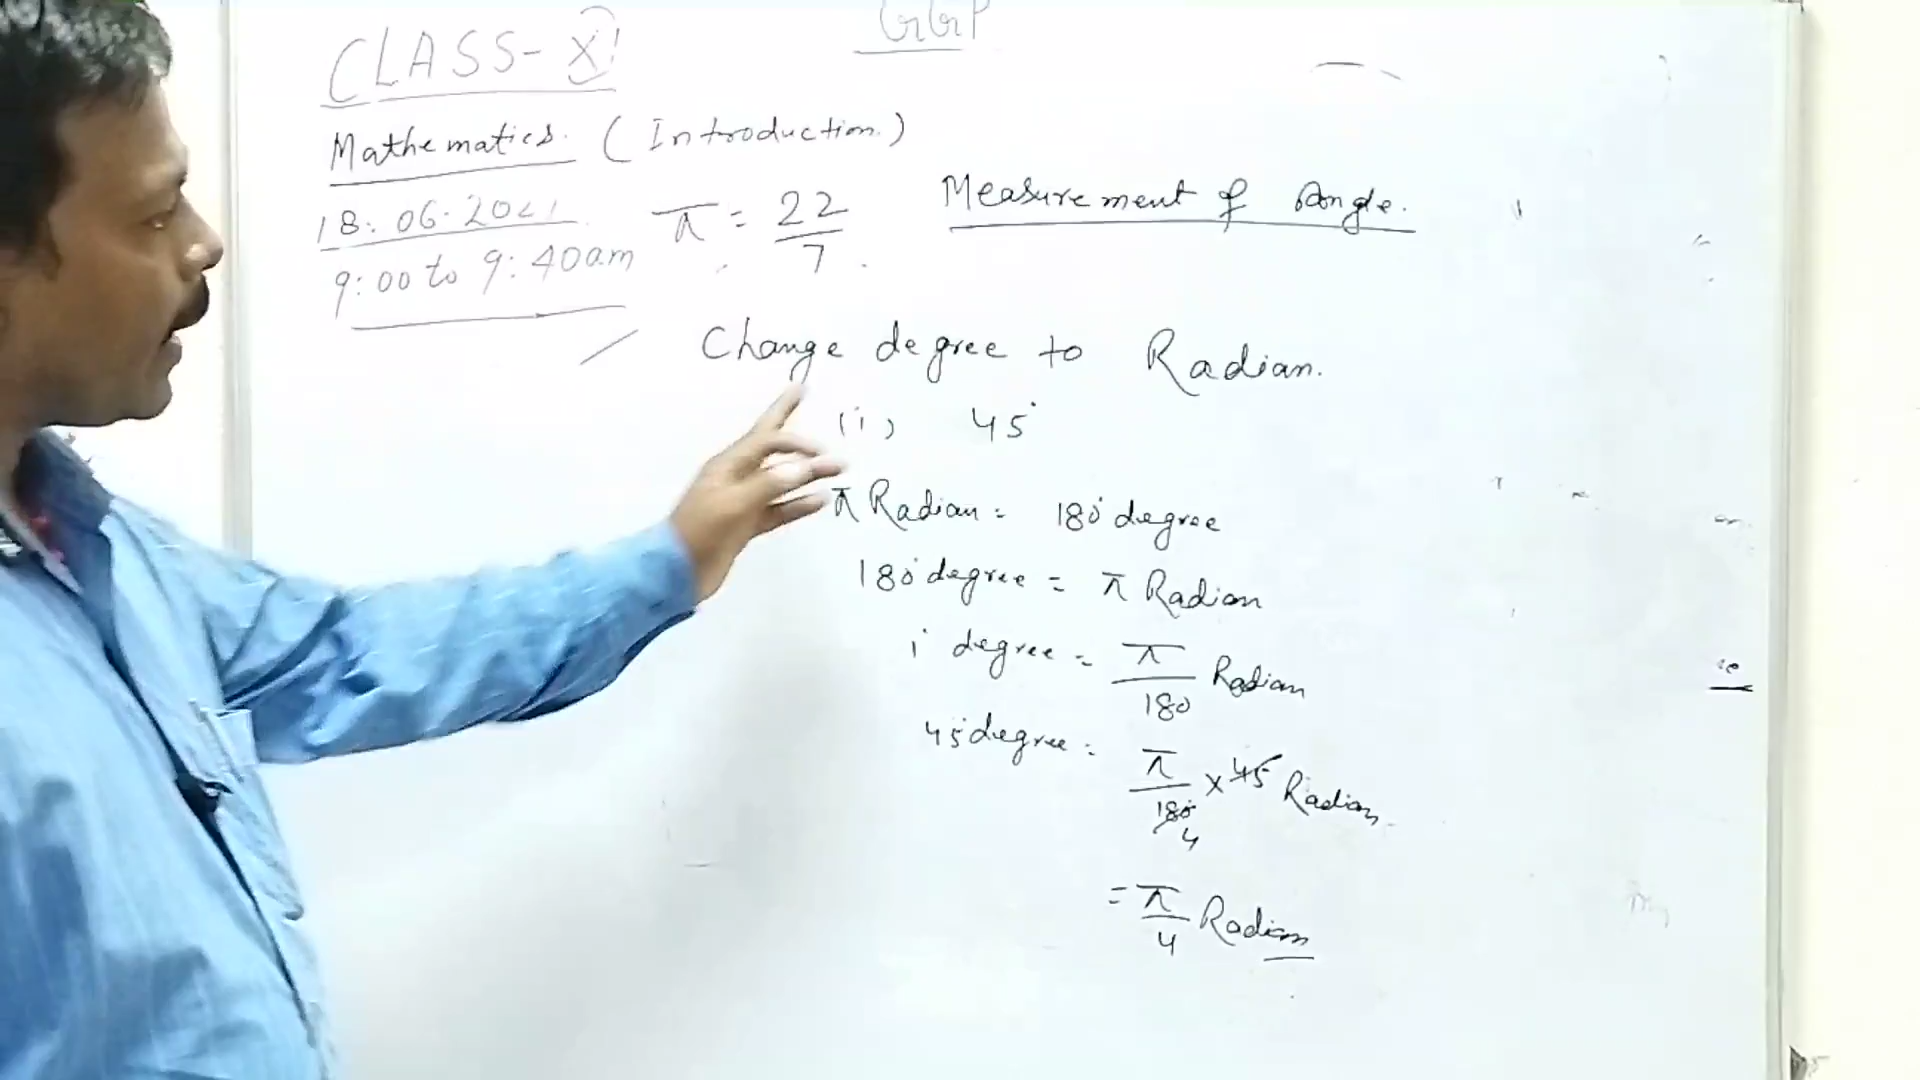 GGP
CLASS-XI
Mathematics. (Introduction.)
18.06.2021
9:00 to 9:40am
π = 22/7
Measurement of Angle.
Change degree to Radian.
(i) 45°
π Radian = 180° degree
180° degree = π Radian
1° degree = π/180 Radian
45° degree = π/180 × 45 Radian
4
= π/4 Radian